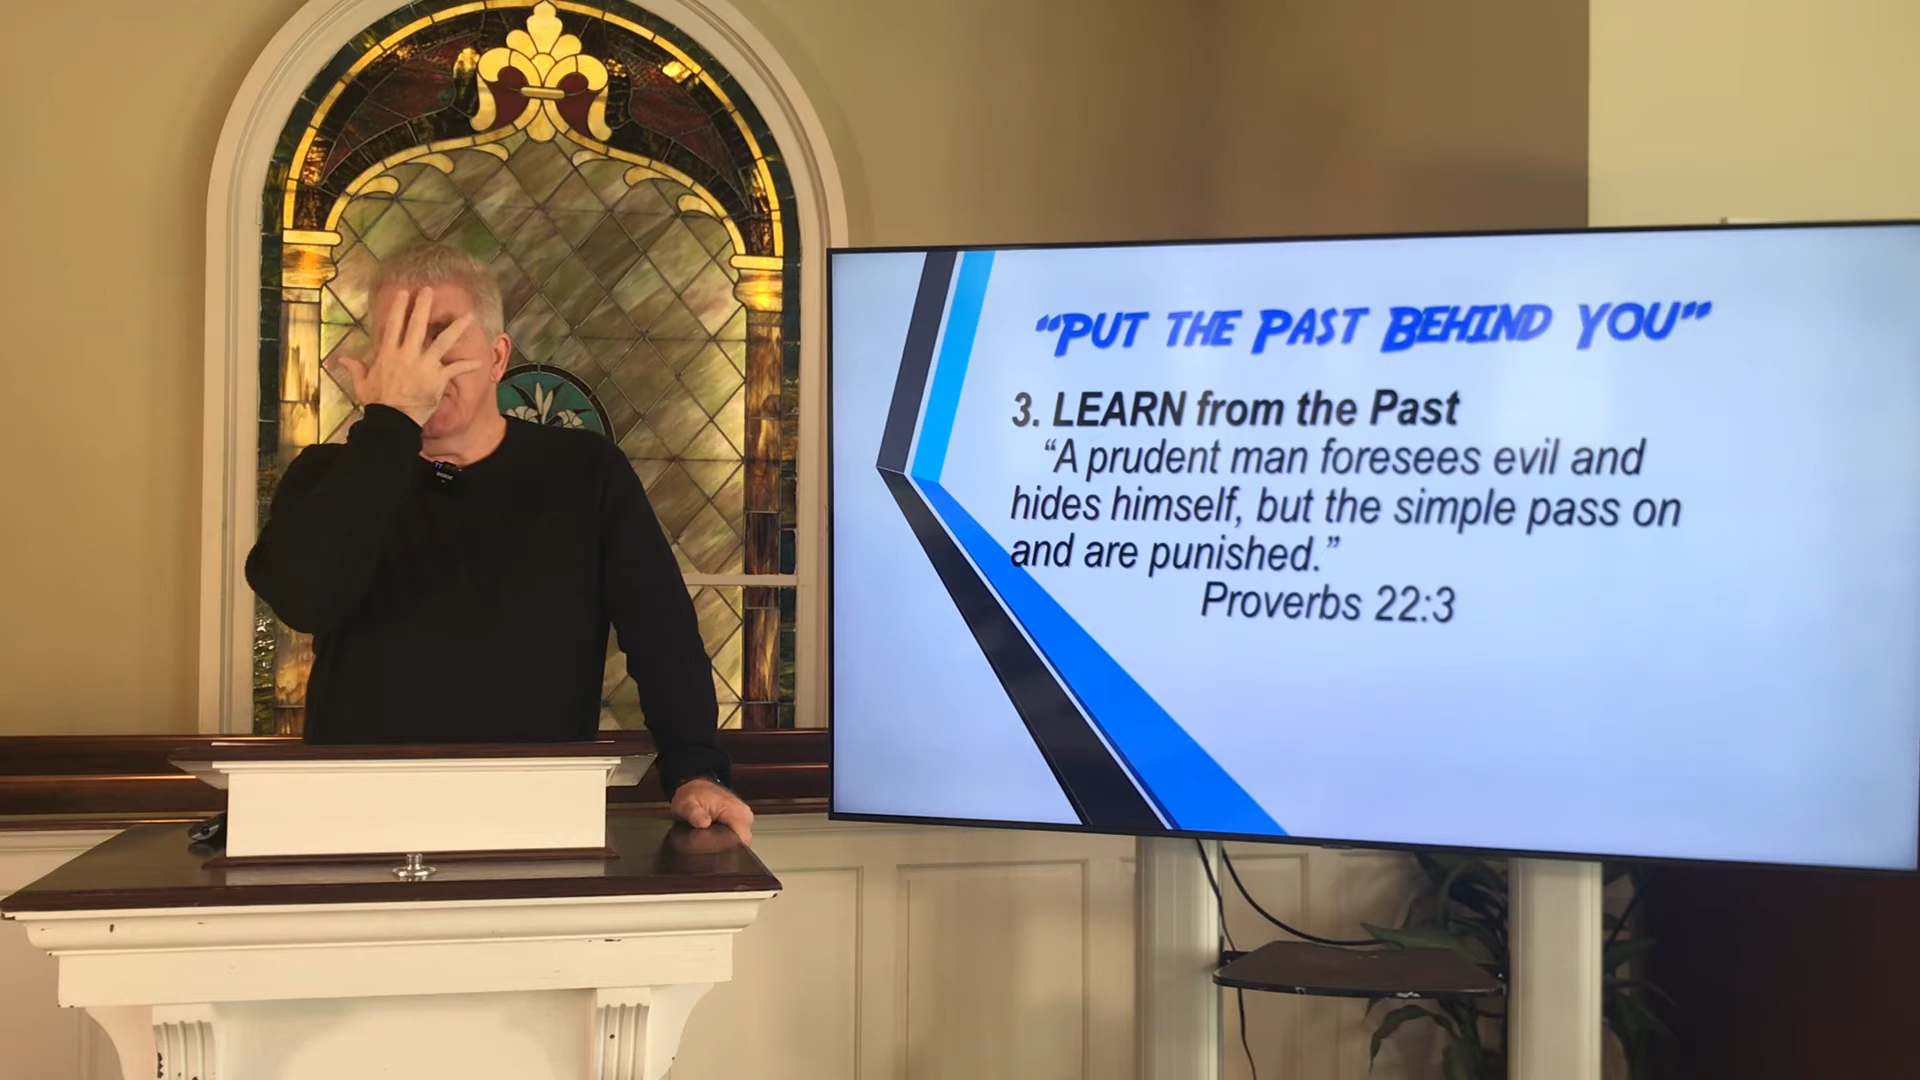 “PUT THE PAST BEHIND YOU”
3. LEARN from the Past
“A prudent man foresees evil and
hides himself, but the simple pass on
and are punished.”
Proverbs 22:3